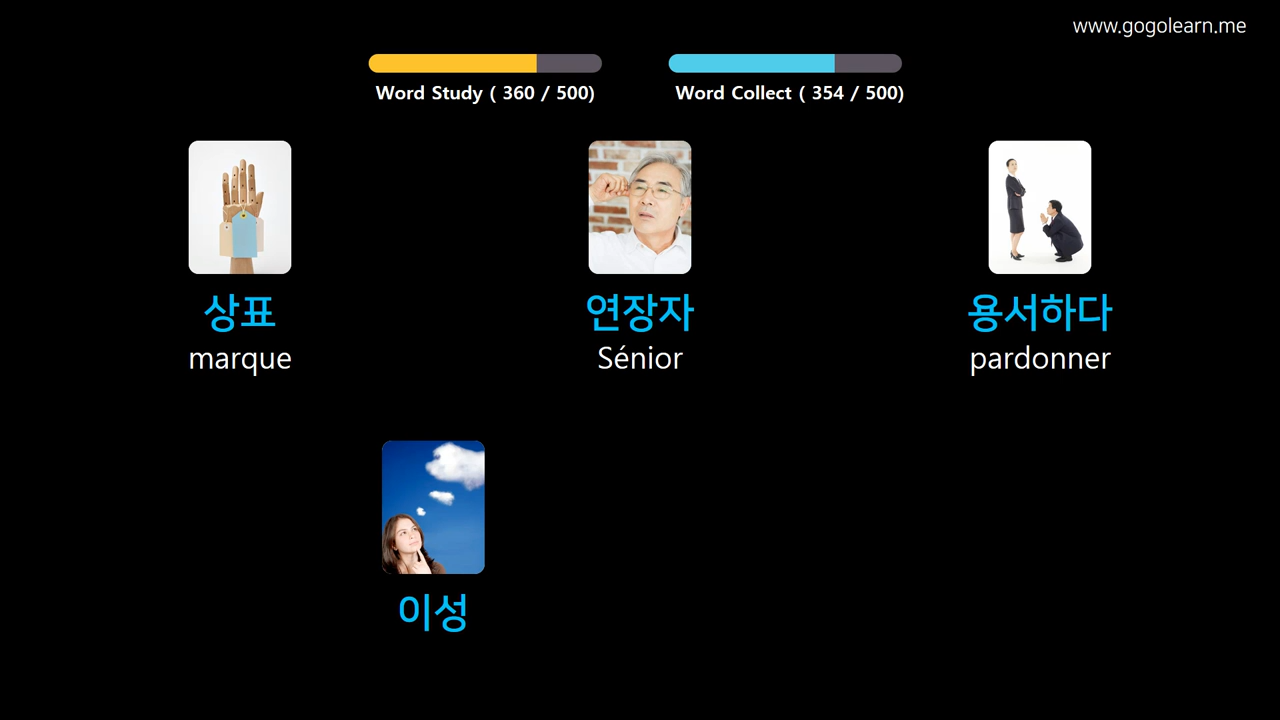 www.gogolearn.me
Word Study ( 360 / 500)
Word Collect ( 354 / 500)
상표
marque
연장자
Sénior
용서하다
pardonner
이성